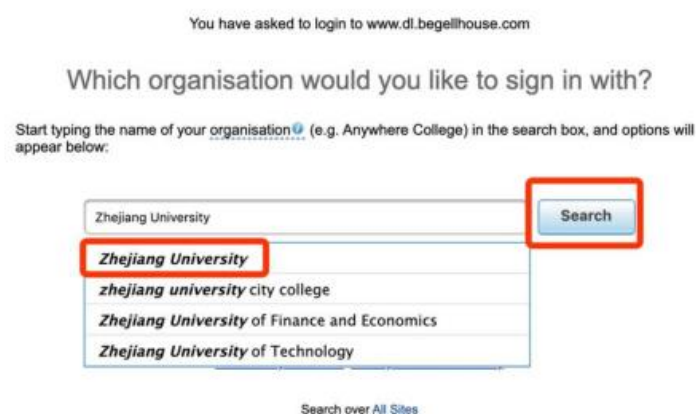 You have asked to login to www.dl.begellhouse.com
Which organisation would you like to sign in with?
Start typing the name of your organisation (e.g. Anywhere College) in the search box, and options will
appear below:
Zhejiang University
Search
Zhejiang University
zhejiang university city college
Zhejiang University of Finance and Economics
Zhejiang University of Technology
Search over All Sites